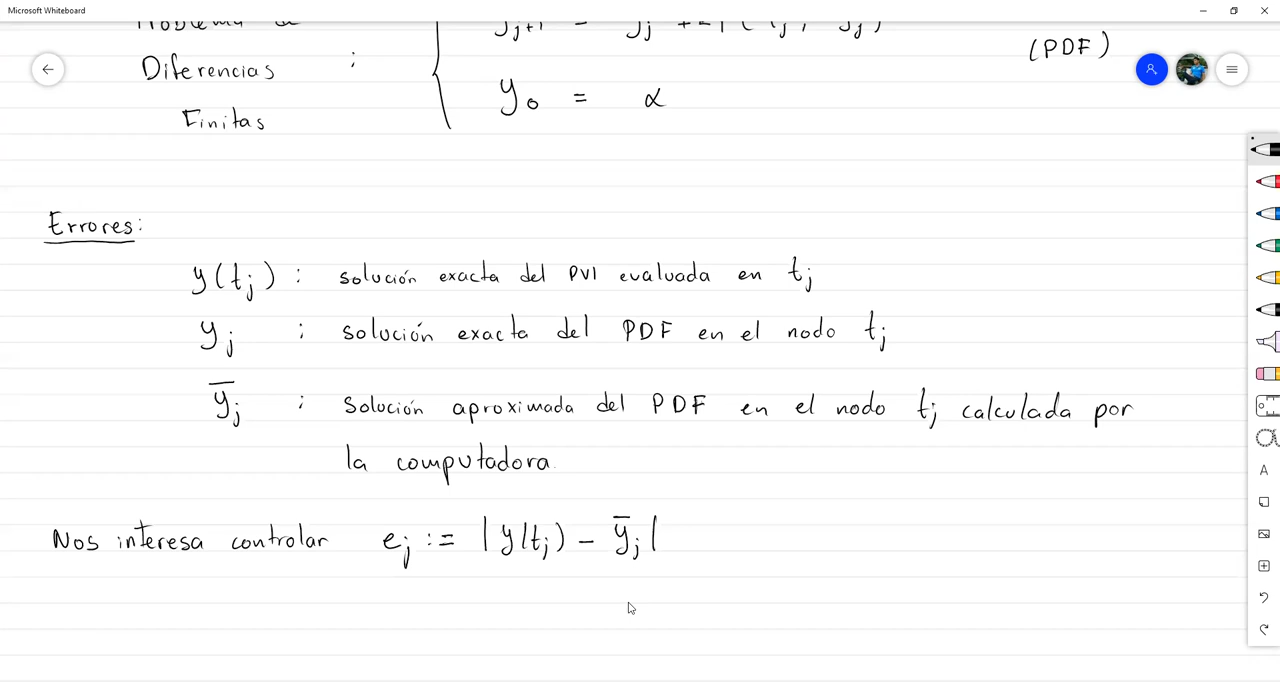 Microsoft Whiteboard
(PDF)
Diferencias :
y₀ = α
Finitas
Errores:
y(tⱼ) : solución exacta del PVI evaluada en tⱼ
yⱼ : solución exacta del PDF en el nodo tⱼ
ȳⱼ : Solución aproximada del PDF en el nodo tⱼ calculada por
la computadora.
Nos interesa controlar eⱼ := |y(tⱼ) - ȳⱼ|
A